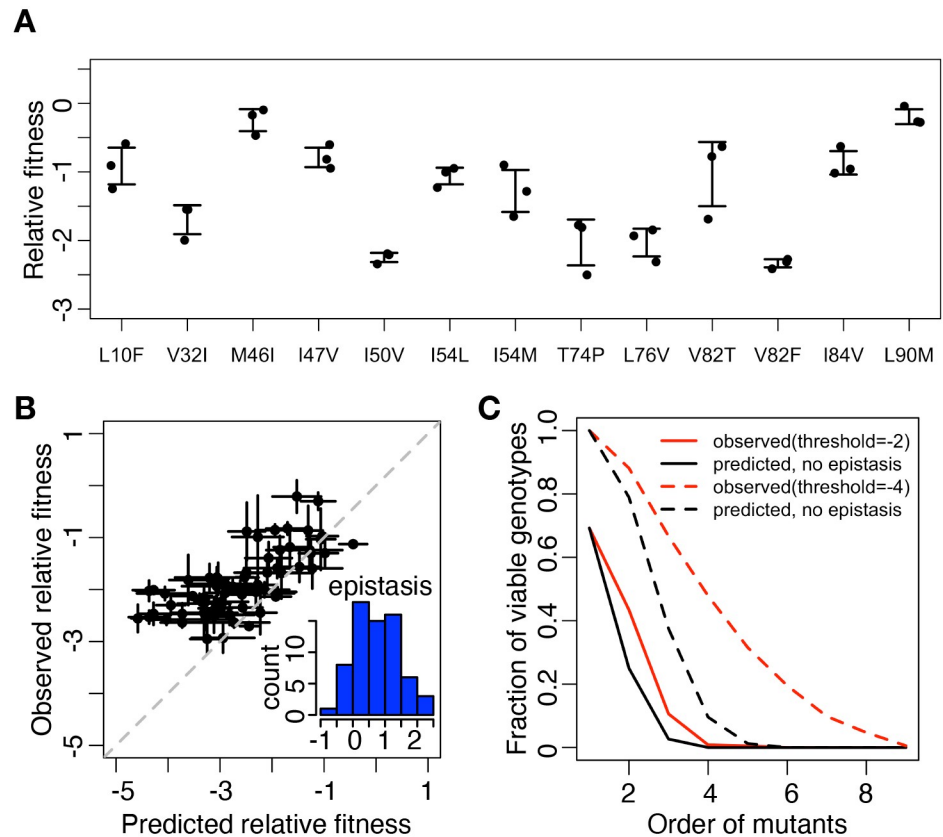 A
Relative fitness
0
-1
-2
-3
L10F V32I M46I I47V I50V I54L I54M T74P L76V V82T V82F I84V L90M
B
Observed relative fitness
1
-1
-3
-5
-5 -3 -1 1
Predicted relative fitness
epistasis
count
10
5
0
-1 0 1 2
C
Fraction of viable genotypes
1.0
0.8
0.6
0.4
0.2
0
observed(threshold=-2)
predicted, no epistasis
observed(threshold=-4)
predicted, no epistasis
2 4 6 8
Order of mutants